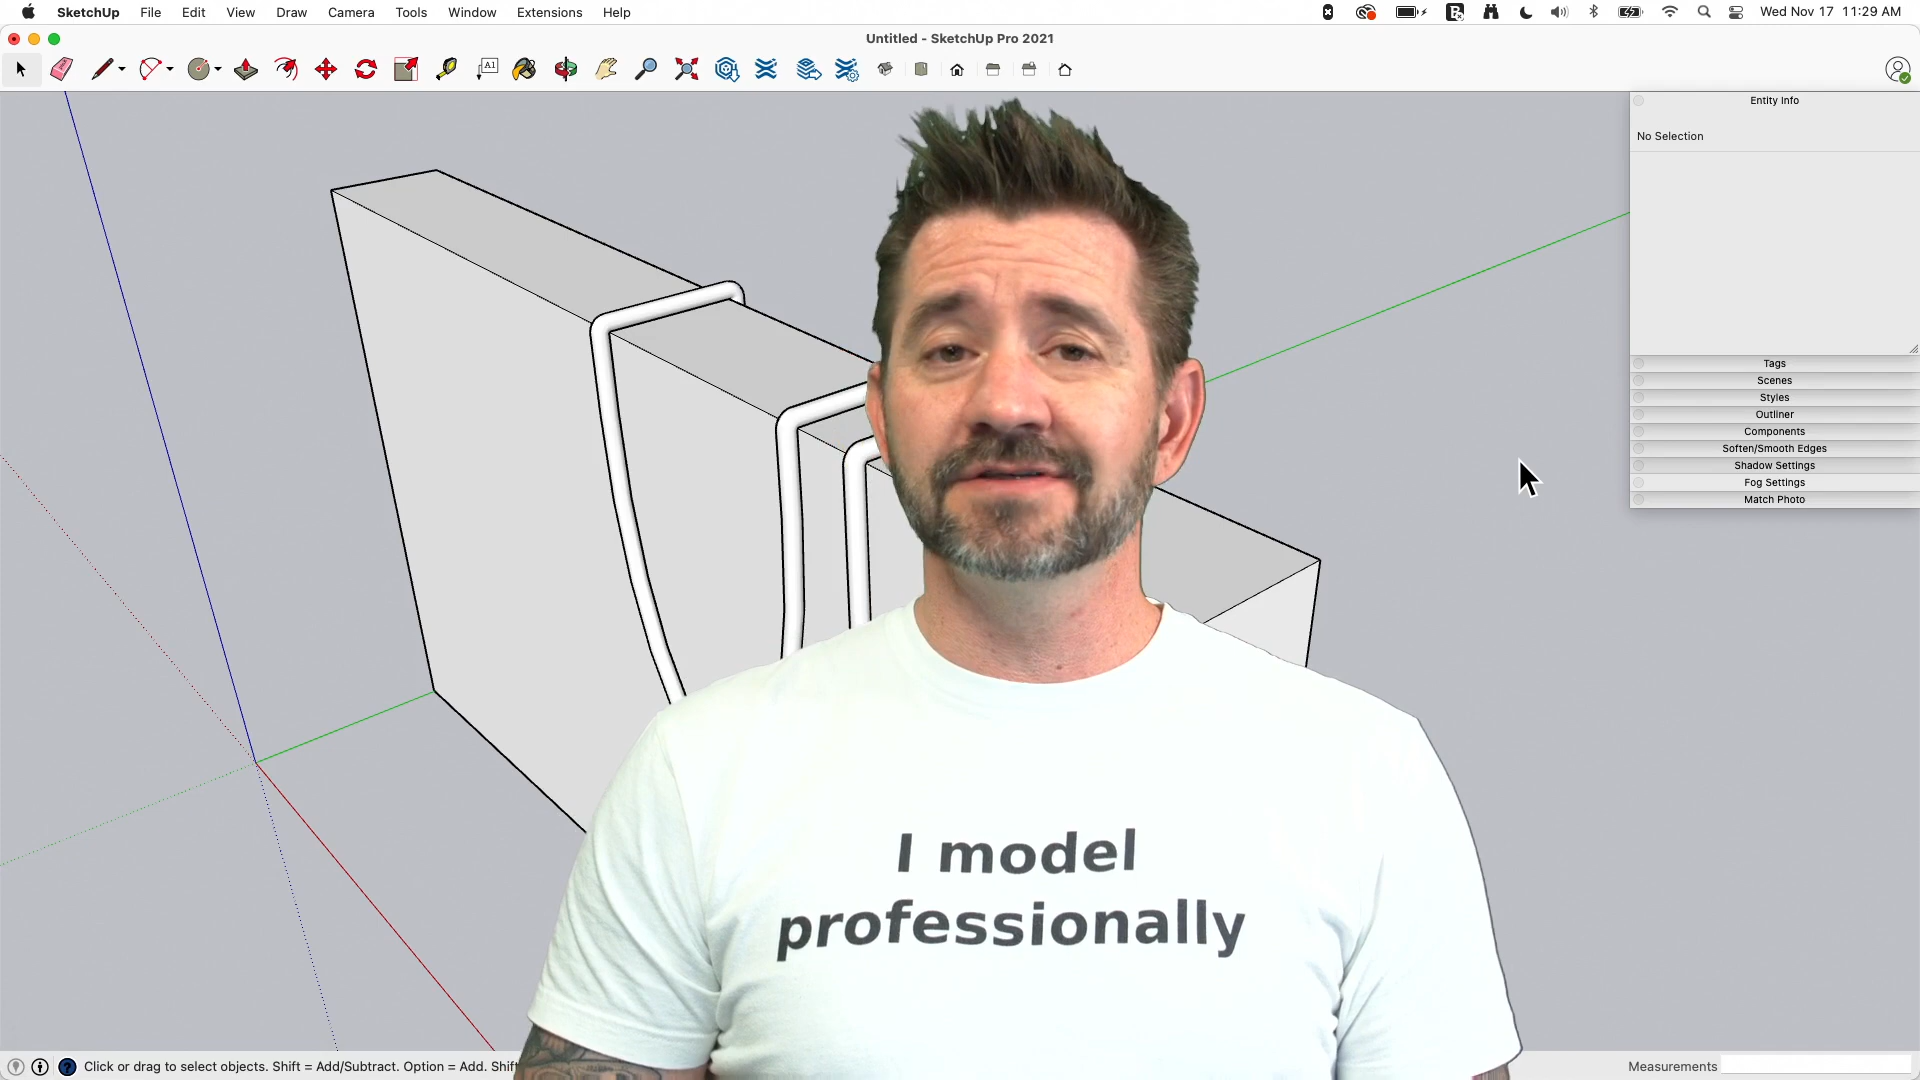 SketchUp File Edit View Draw Camera Tools Window Extensions Help Wed Nov 17 11:29 AM
Untitled - SketchUp Pro 2021
A1
Entity Info
No Selection
Tags
Scenes
Styles
Outliner
Components
Soften/Smooth Edges
Shadow Settings
Fog Settings
Match Photo
I model
professionally
Click or drag to select objects. Shift = Add/Subtract. Option = Add. Shift
Measurements